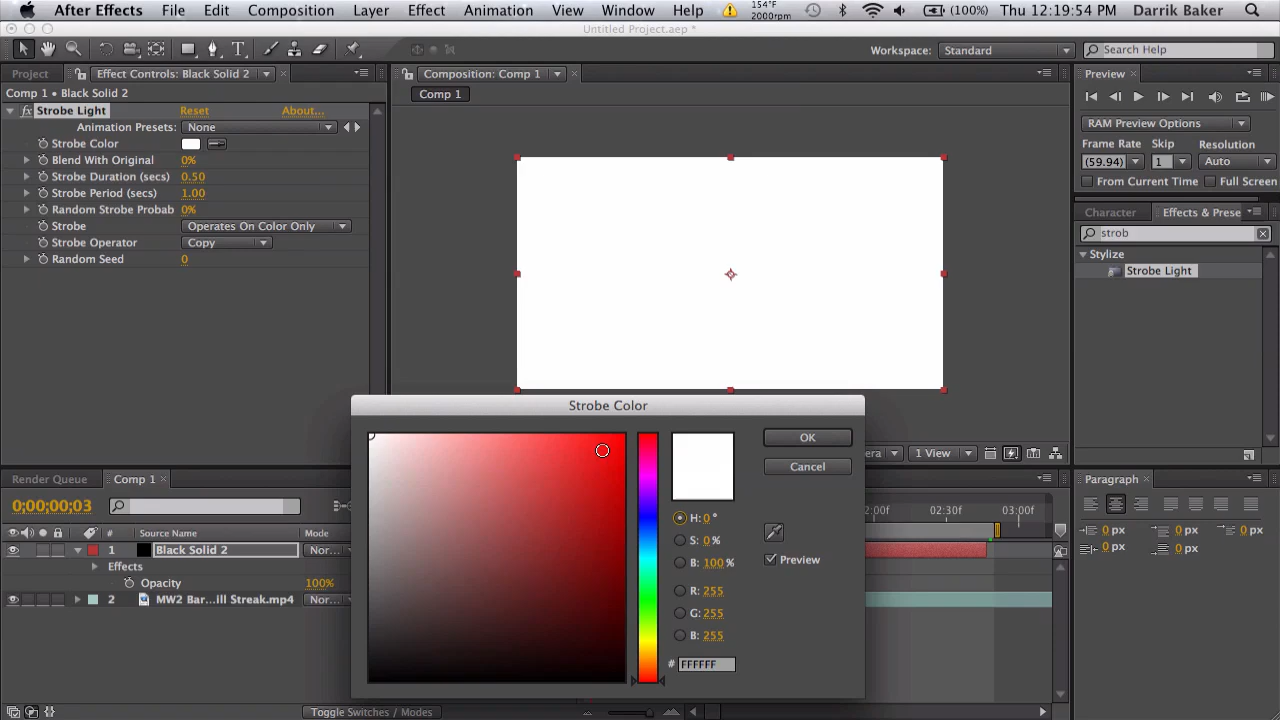 After Effects File Edit Composition Layer Effect Animation View Window Help 154°F 2000rpm (100%) Thu 12:19:54 PM Darrik Baker
Untitled Project.aep *
T Workspace: Standard Search Help
Project Effect Controls: Black Solid 2 Composition: Comp 1 Preview
Comp 1 • Black Solid 2 Comp 1
fx Strobe Light Reset About...
Animation Presets: None
Strobe Color
Blend With Original 0%
Strobe Duration (secs) 0.50
Strobe Period (secs) 1.00
Random Strobe Probab 0%
Strobe Operates On Color Only
Strobe Operator Copy
Random Seed 0
RAM Preview Options
Frame Rate Skip Resolution
(59.94) 1 Auto
From Current Time Full Screen
Character Effects & Prese
strob
Stylize
Strobe Light
Strobe Color
OK
Cancel
H: 0 °
S: 0 %
B: 100 %
Preview
R: 255
G: 255
B: 255
# FFFFFF
era 1 View
Render Queue Comp 1
0;00;00;03
# Source Name Mode
1 Black Solid 2 Nor...
Effects
Opacity 100%
2 MW2 Bar...ill Streak.mp4 Nor...
2:00f 02:30f 03:00f
Toggle Switches / Modes
Paragraph
0 px 0 px 0 px
0 px 0 px